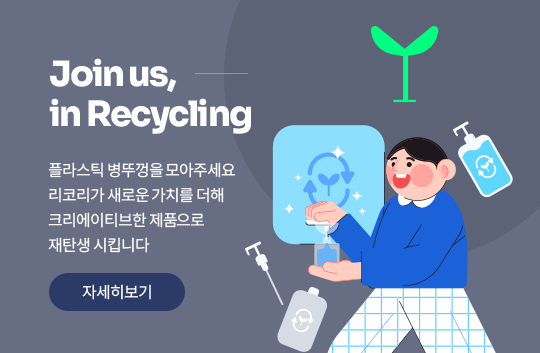 Join us,
in Recycling
플라스틱 병뚜껑을 모아주세요
리코리가 새로운 가치를 더해
크리에이티브한 제품으로
재탄생 시킵니다
자세히보기